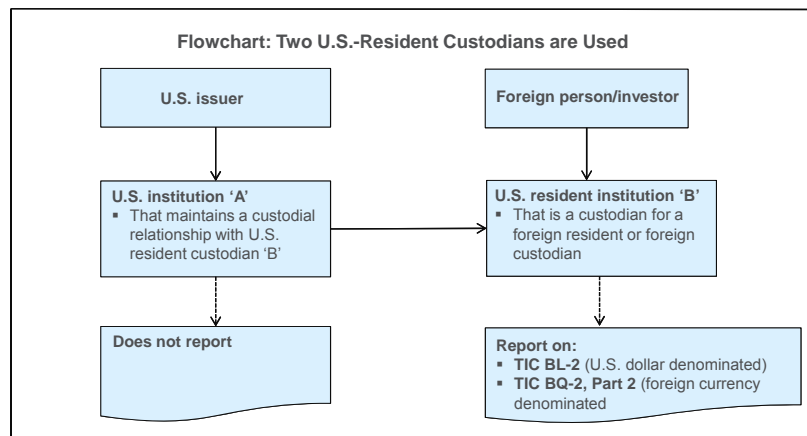 Flowchart: Two U.S.-Resident Custodians are Used
U.S. issuer
Foreign person/investor
U.S. institution ‘A’
▪ That maintains a custodial
relationship with U.S.
resident custodian ‘B’
U.S. resident institution ‘B’
▪ That is a custodian for a
foreign resident or foreign
custodian
Does not report
Report on:
▪ TIC BL-2 (U.S. dollar denominated)
▪ TIC BQ-2, Part 2 (foreign currency
denominated